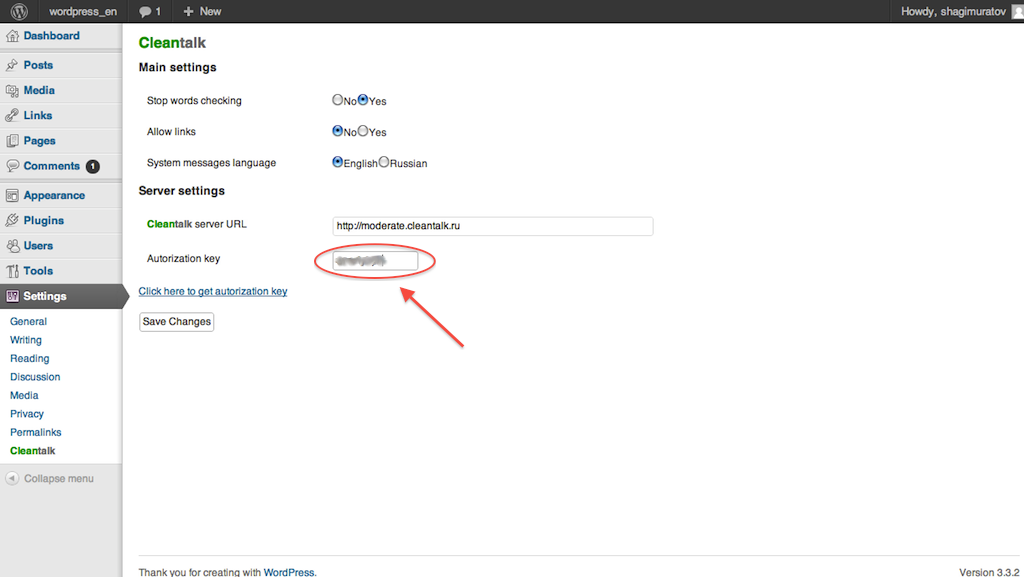 wordpress_en 1 + New Howdy, shagimuratov
Dashboard
Posts
Media
Links
Pages
Comments 1
Appearance
Plugins
Users
Tools
Settings
General
Writing
Reading
Discussion
Media
Privacy
Permalinks
Cleantalk
Collapse menu
Cleantalk
Main settings
Stop words checking No Yes
Allow links No Yes
System messages language English Russian
Server settings
Cleantalk server URL http://moderate.cleantalk.ru
Autorization key
Click here to get autorization key
Save Changes
Thank you for creating with WordPress. Version 3.3.2